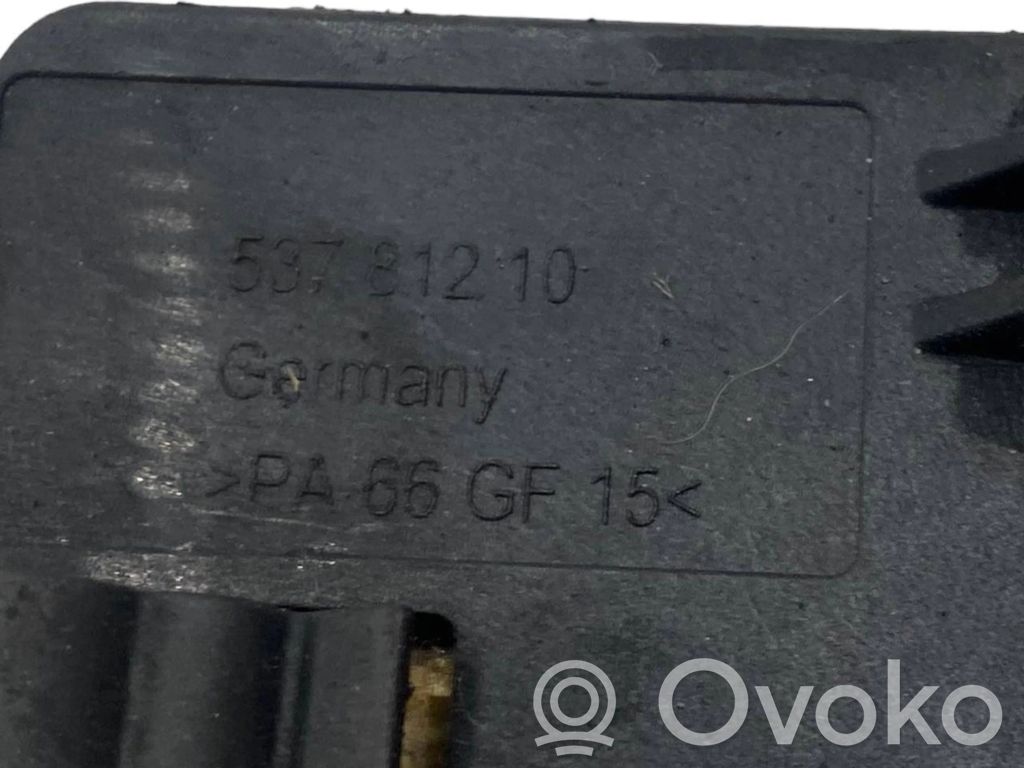 537 812 10
Germany
>PA 66 GF 15<
Ovoko